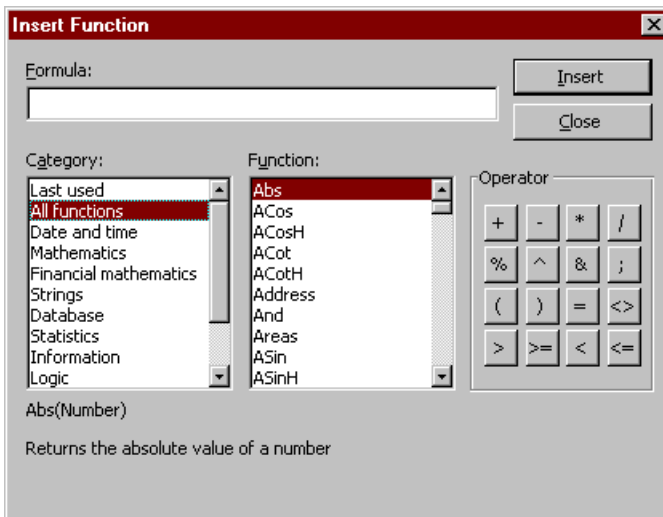 Insert Function
Formula:
Insert
Close
Category:
Function:
Operator
Last used
All functions
Date and time
Mathematics
Financial mathematics
Strings
Database
Statistics
Information
Logic
Abs
ACos
ACosH
ACot
ACotH
Address
And
Areas
ASin
ASinH
+ - * /
% ^ & ;
( ) = <>
> >= < <=
Abs(Number)
Returns the absolute value of a number